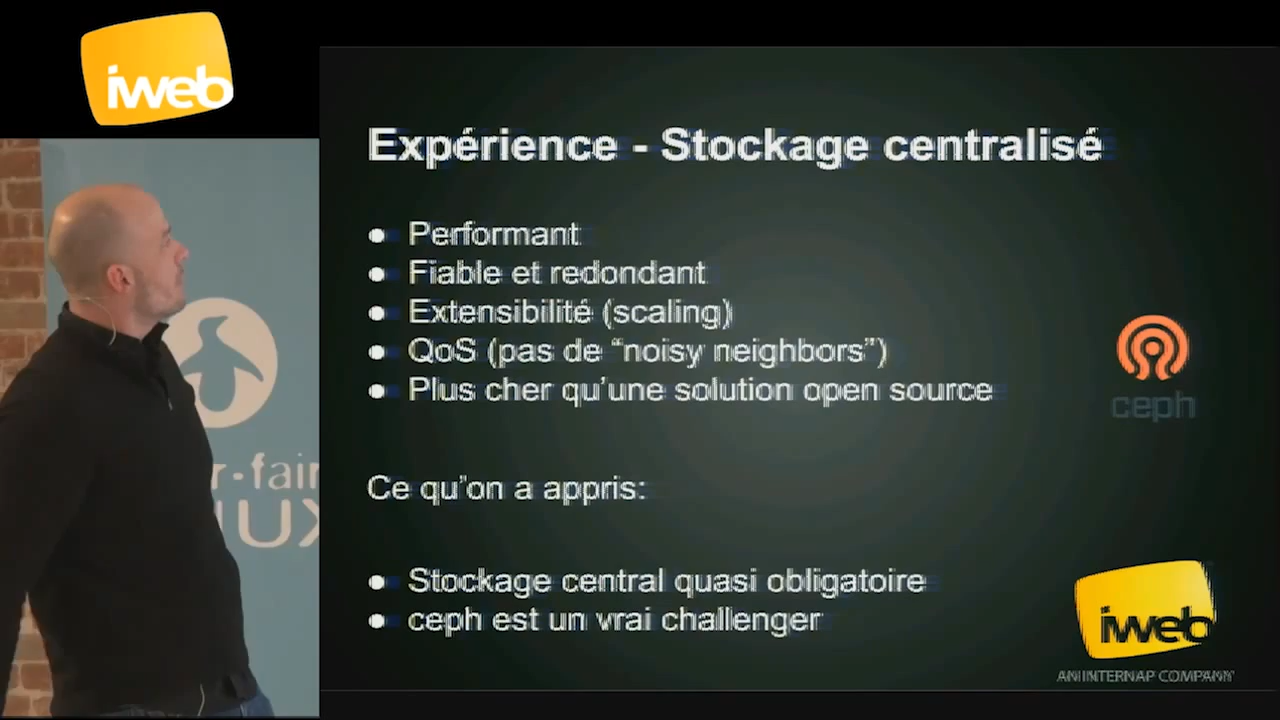 iweb
Expérience - Stockage centralisé
Performant
Fiable et redondant
Extensibilité (scaling)
QoS (pas de “noisy neighbors”)
Plus cher qu’une solution open source
ceph
r-fair
UX
Ce qu’on a appris:
Stockage central quasi obligatoire
ceph est un vrai challenger
iweb
AN INTERNAP COMPANY